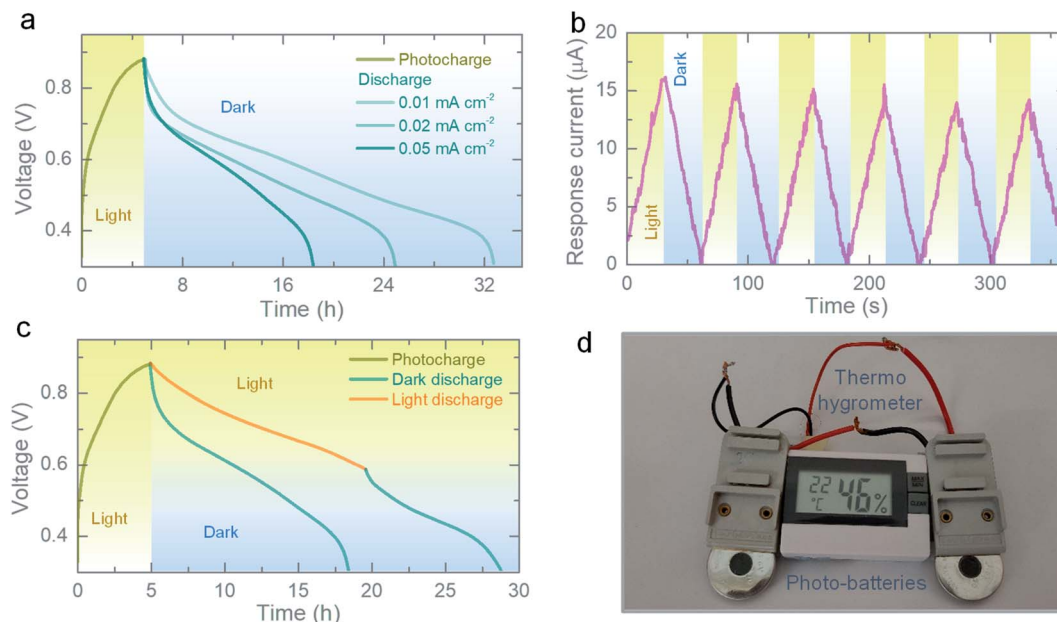 a
Voltage (V)
0.8
0.6
0.4
Light
Dark
Photocharge
Discharge
0.01 mA cm⁻²
0.02 mA cm⁻²
0.05 mA cm⁻²
0 8 16 24 32
Time (h)
b
Response current (µA)
20
15
10
5
0
Light
Dark
0 100 200 300
Time (s)
c
Voltage (V)
0.8
0.6
0.4
Light
Light
Dark
Photocharge
Dark discharge
Light discharge
0 5 10 15 20 25 30
Time (h)
d
Thermo
hygrometer
22
°C
46%
Photo-batteries